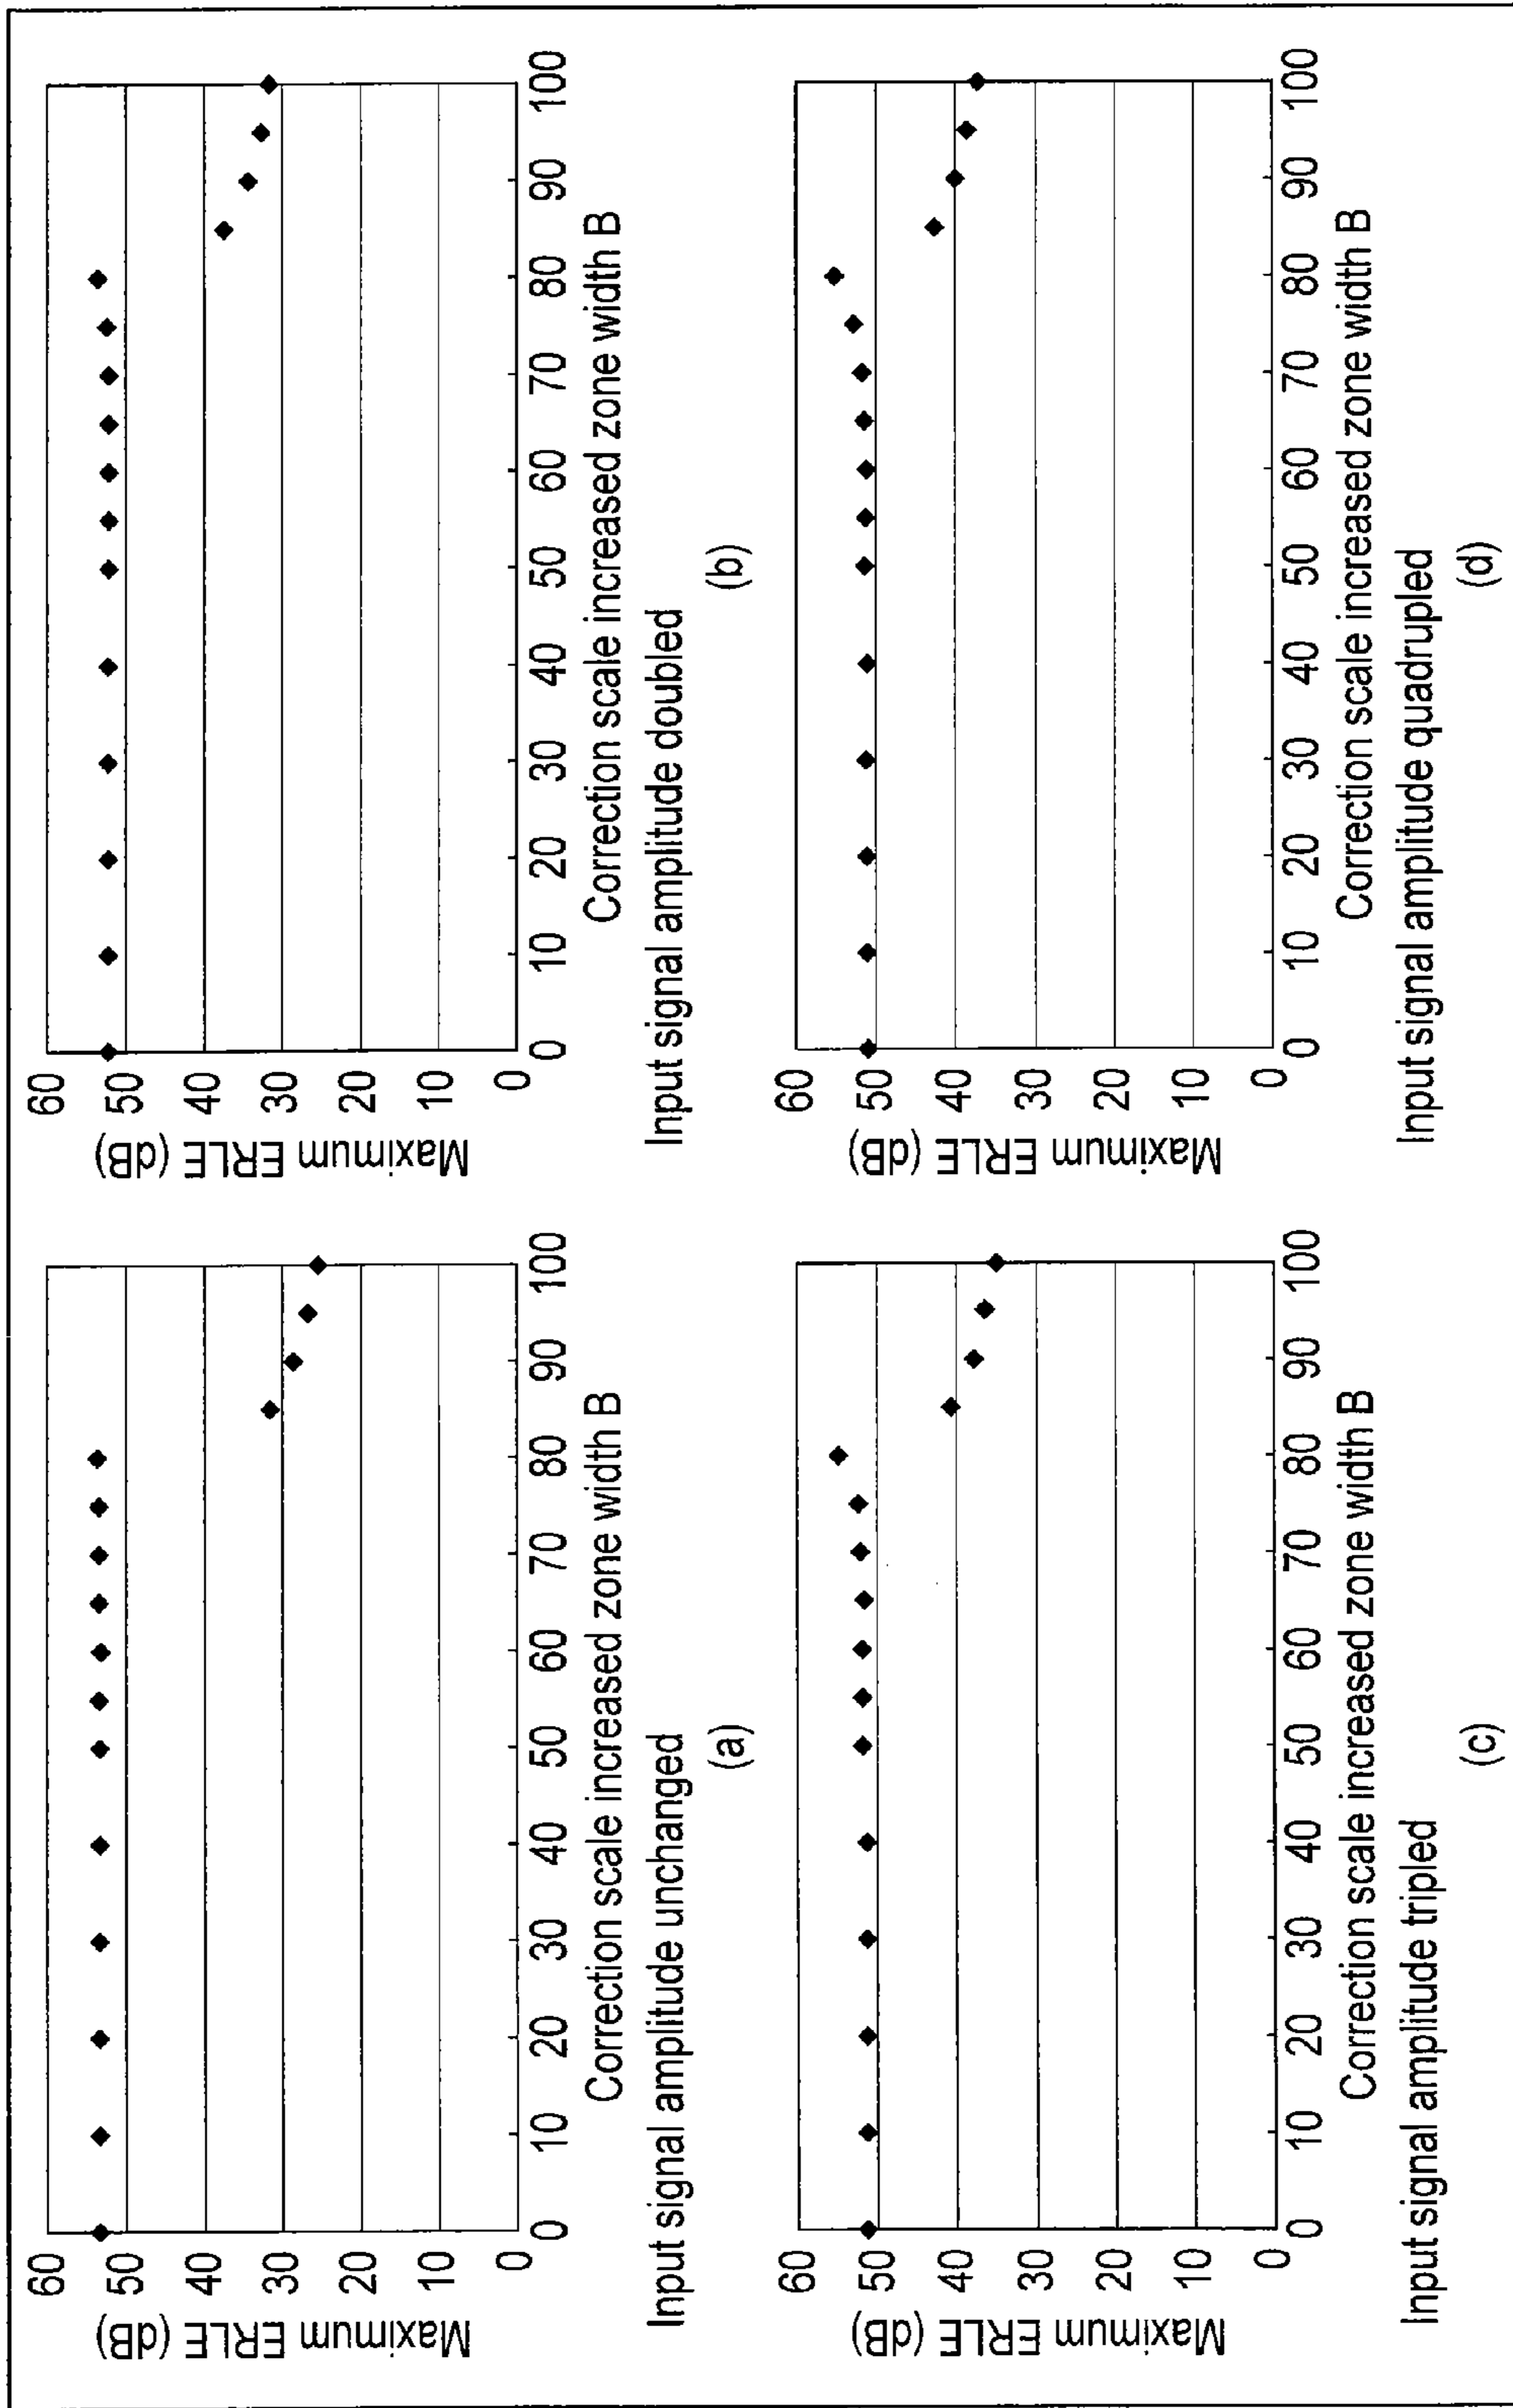 60
50
40
30
20
10
0
Maximum ERLE (dB)
0 10 20 30 40 50 60 70 80 90 100
Correction scale increased zone width B
Input signal amplitude unchanged
(a)
60
50
40
30
20
10
0
Maximum ERLE (dB)
0 10 20 30 40 50 60 70 80 90 100
Correction scale increased zone width B
Input signal amplitude doubled
(b)
60
50
40
30
20
10
0
Maximum ERLE (dB)
0 10 20 30 40 50 60 70 80 90 100
Correction scale increased zone width B
Input signal amplitude tripled
(c)
60
50
40
30
20
10
0
Maximum ERLE (dB)
0 10 20 30 40 50 60 70 80 90 100
Correction scale increased zone width B
Input signal amplitude quadrupled
(d)